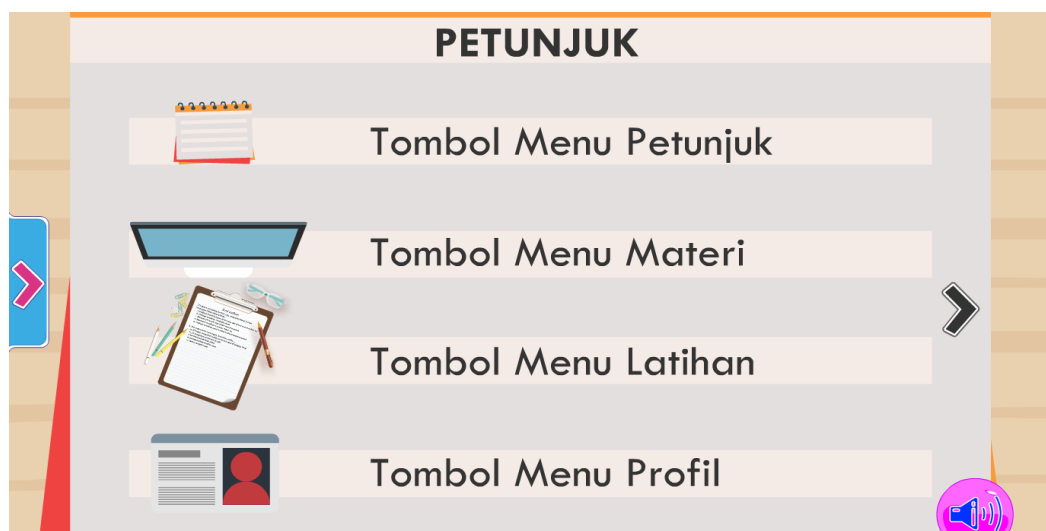 PETUNJUK
Tombol Menu Petunjuk
Tombol Menu Materi
Tombol Menu Latihan
Tombol Menu Profil